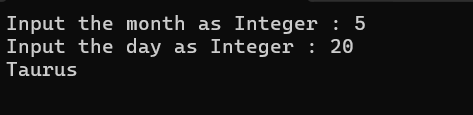 Input the month as Integer : 5
Input the day as Integer : 20
Taurus